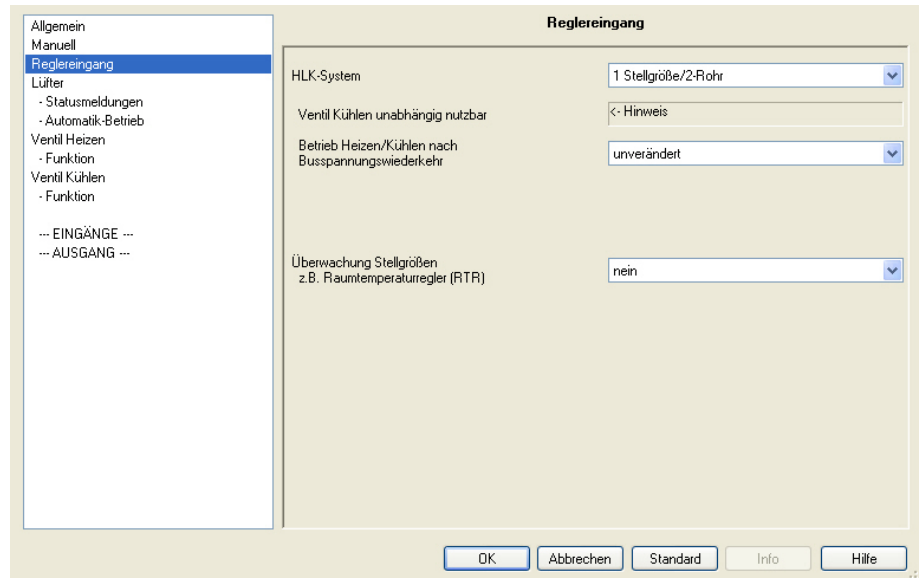 Allgemein
Manuell
Reglereingang
Lüfter
- Statusmeldungen
- Automatik-Betrieb
Ventil Heizen
- Funktion
Ventil Kühlen
- Funktion
--- EINGÄNGE ---
--- AUSGANG ---
Reglereingang
HLK-System
1 Stellgröße/2-Rohr
Ventil Kühlen unabhängig nutzbar
<- Hinweis
Betrieb Heizen/Kühlen nach
Busspannungswiederkehr
unverändert
Überwachung Stellgrößen
z.B. Raumtemperaturregler (RTR)
nein
OK
Abbrechen
Standard
Info
Hilfe